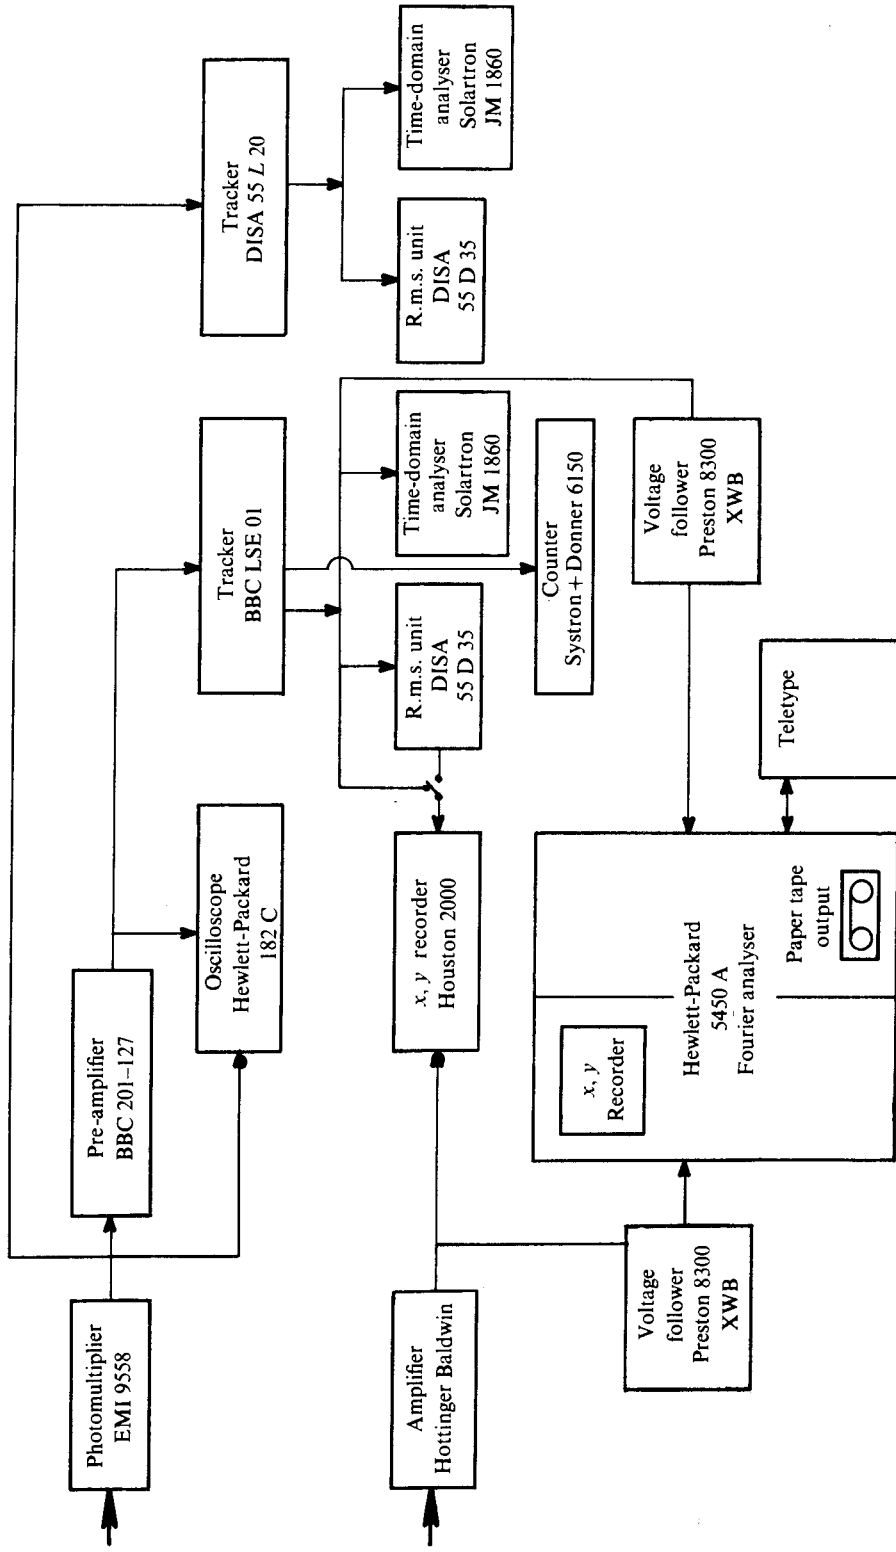 Photomultiplier
EMI 9558
Pre-amplifier
BBC 201–127
Oscilloscope
Hewlett-Packard
182 C
Tracker
BBC LSE 01
Tracker
DISA 55 L 20
Amplifier
Hottinger Baldwin
x, y recorder
Houston 2000
R.m.s. unit
DISA
55 D 35
Time-domain
analyser
Solartron
JM 1860
R.m.s. unit
DISA
55 D 35
Time-domain
analyser
Solartron
JM 1860
Counter
Systron + Donner 6150
Voltage
follower
Preston 8300
XWB
x, y
Recorder
Hewlett-Packard
5450 A
Fourier analyser
Paper tape
output
Teletype
Voltage
follower
Preston 8300
XWB